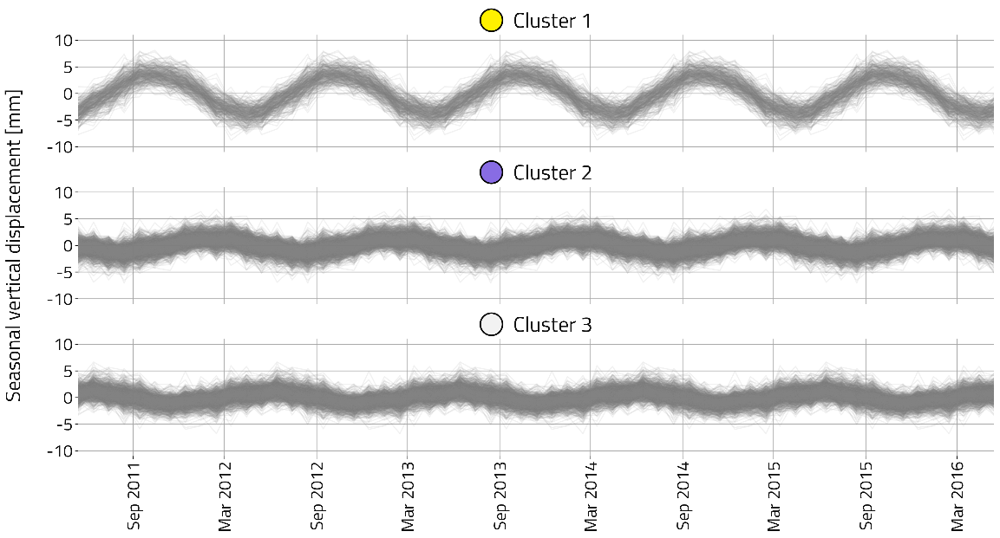 Cluster 1
10
5
0
-5
-10
Cluster 2
10
5
0
-5
-10
Cluster 3
10
5
0
-5
-10
Seasonal vertical displacement [mm]
Sep 2011
Mar 2012
Sep 2012
Mar 2013
Sep 2013
Mar 2014
Sep 2014
Mar 2015
Sep 2015
Mar 2016